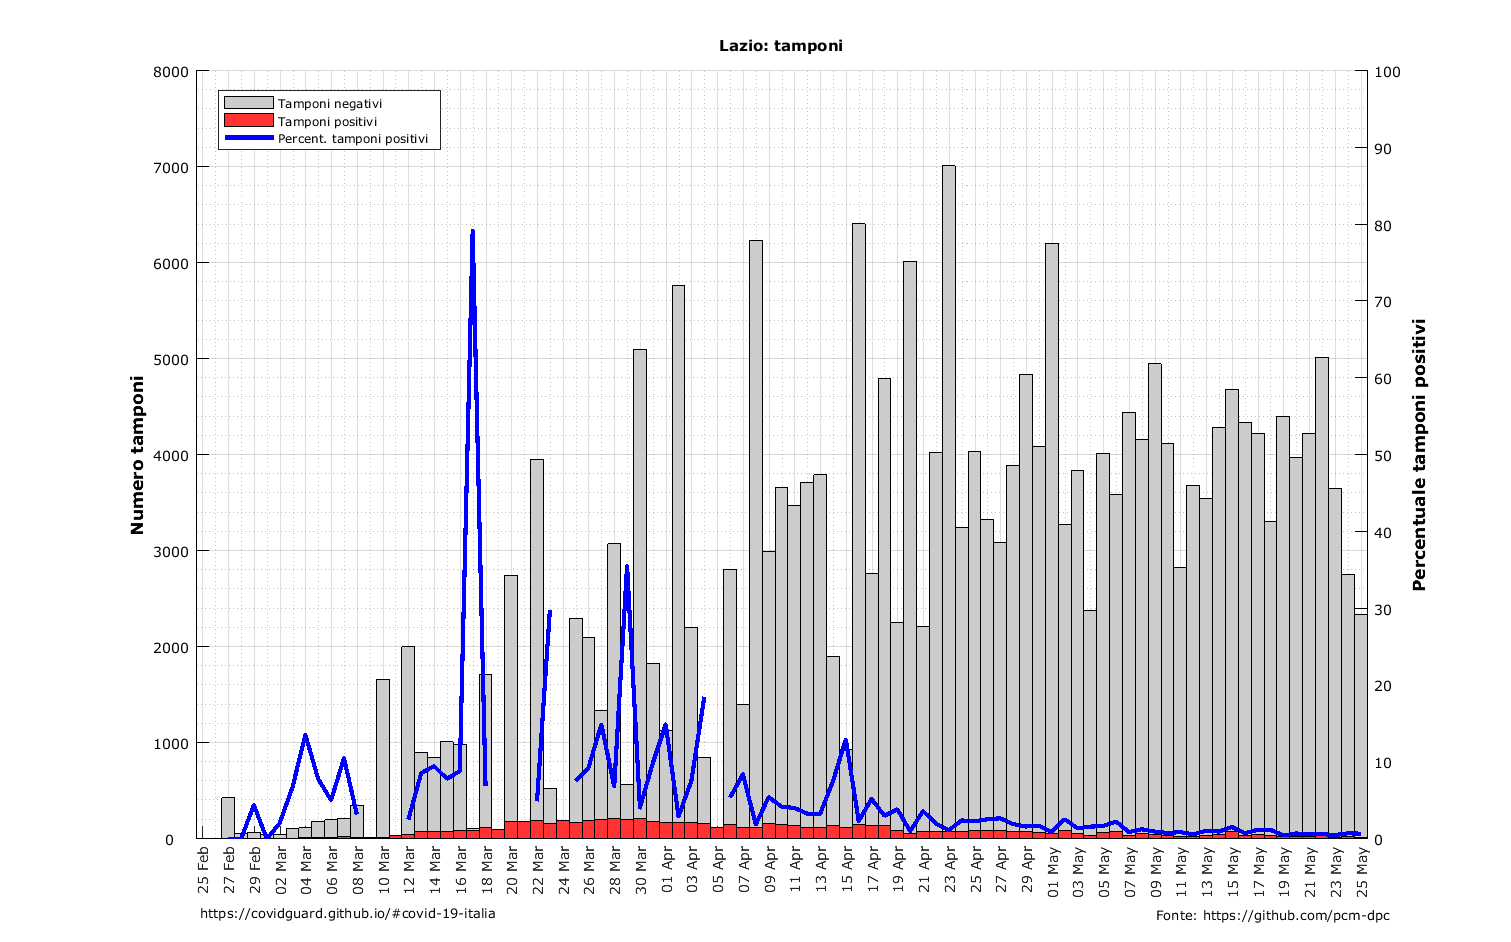 Lazio: tamponi
Tamponi negativi
Tamponi positivi
Percent. tamponi positivi
8000
7000
6000
5000
4000
3000
2000
1000
0
Numero tamponi
100
90
80
70
60
50
40
30
20
10
0
Percentuale tamponi positivi
25 Feb
27 Feb
29 Feb
02 Mar
04 Mar
06 Mar
08 Mar
10 Mar
12 Mar
14 Mar
16 Mar
18 Mar
20 Mar
22 Mar
24 Mar
26 Mar
28 Mar
30 Mar
01 Apr
03 Apr
05 Apr
07 Apr
09 Apr
11 Apr
13 Apr
15 Apr
17 Apr
19 Apr
21 Apr
23 Apr
25 Apr
27 Apr
29 Apr
01 May
03 May
05 May
07 May
09 May
11 May
13 May
15 May
17 May
19 May
21 May
23 May
25 May
https://covidguard.github.io/#covid-19-italia
Fonte: https://github.com/pcm-dpc